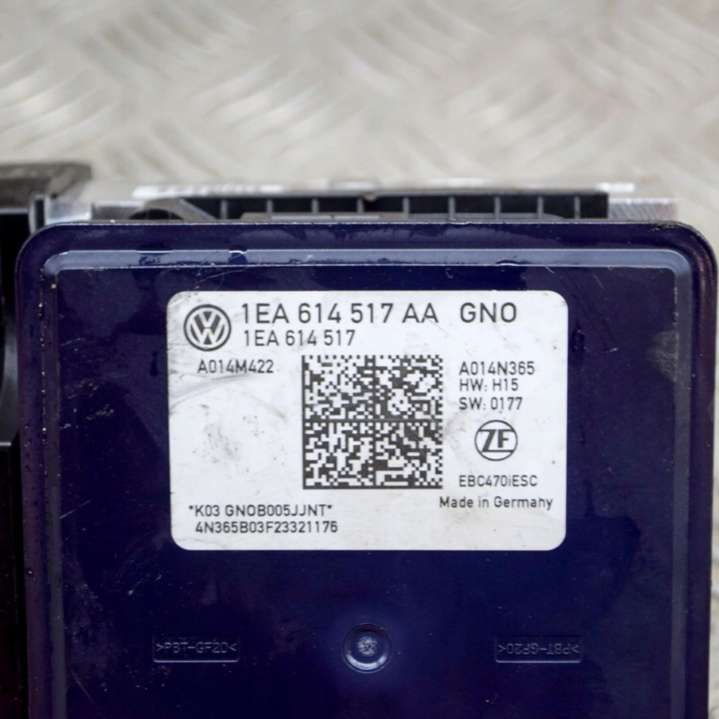 1EA 614 517 AA GNO
1EA 614 517
A014M422
A014N365
HW: H15
SW: 0177
ZF
EBC470iESC
Made in Germany
*K03 GNOB005JJNT*
4N365B03F23321176
>PBT-GF20<
>PBT-GF20<